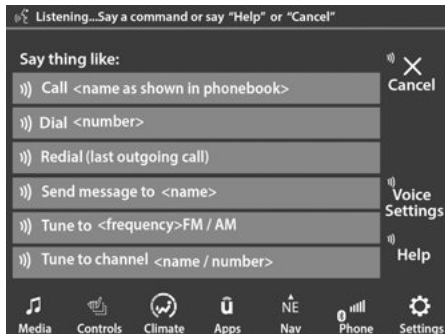 Listening...Say a command or say “Help” or “Cancel”
Say thing like:
Call <name as shown in phonebook>
Dial <number>
Redial (last outgoing call)
Send message to <name>
Tune to <frequency>FM / AM
Tune to channel <name / number>
Cancel
Voice
Settings
Help
NE
Media Controls Climate Apps Nav Phone Settings